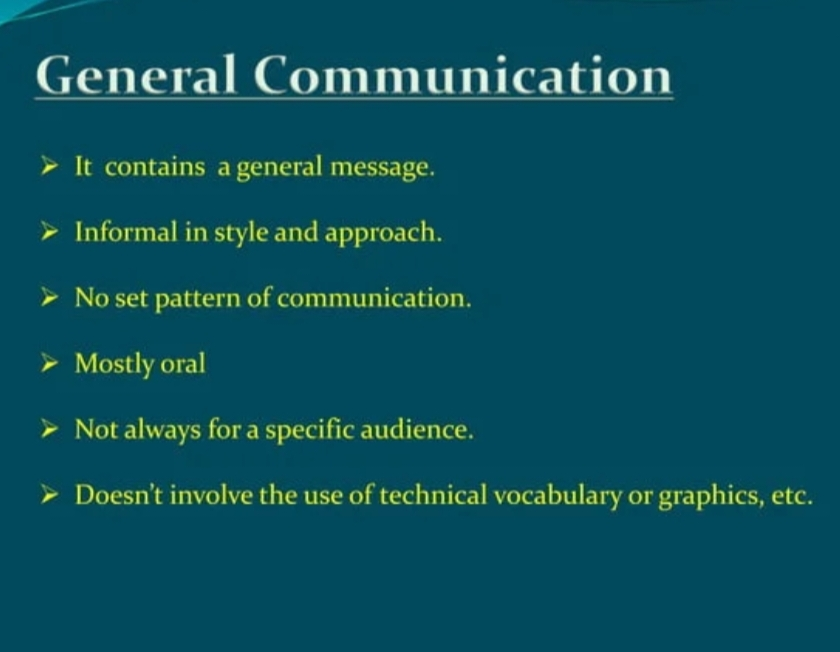 General Communication
➢ It contains a general message.
➢ Informal in style and approach.
➢ No set pattern of communication.
➢ Mostly oral
➢ Not always for a specific audience.
➢ Doesn't involve the use of technical vocabulary or graphics, etc.